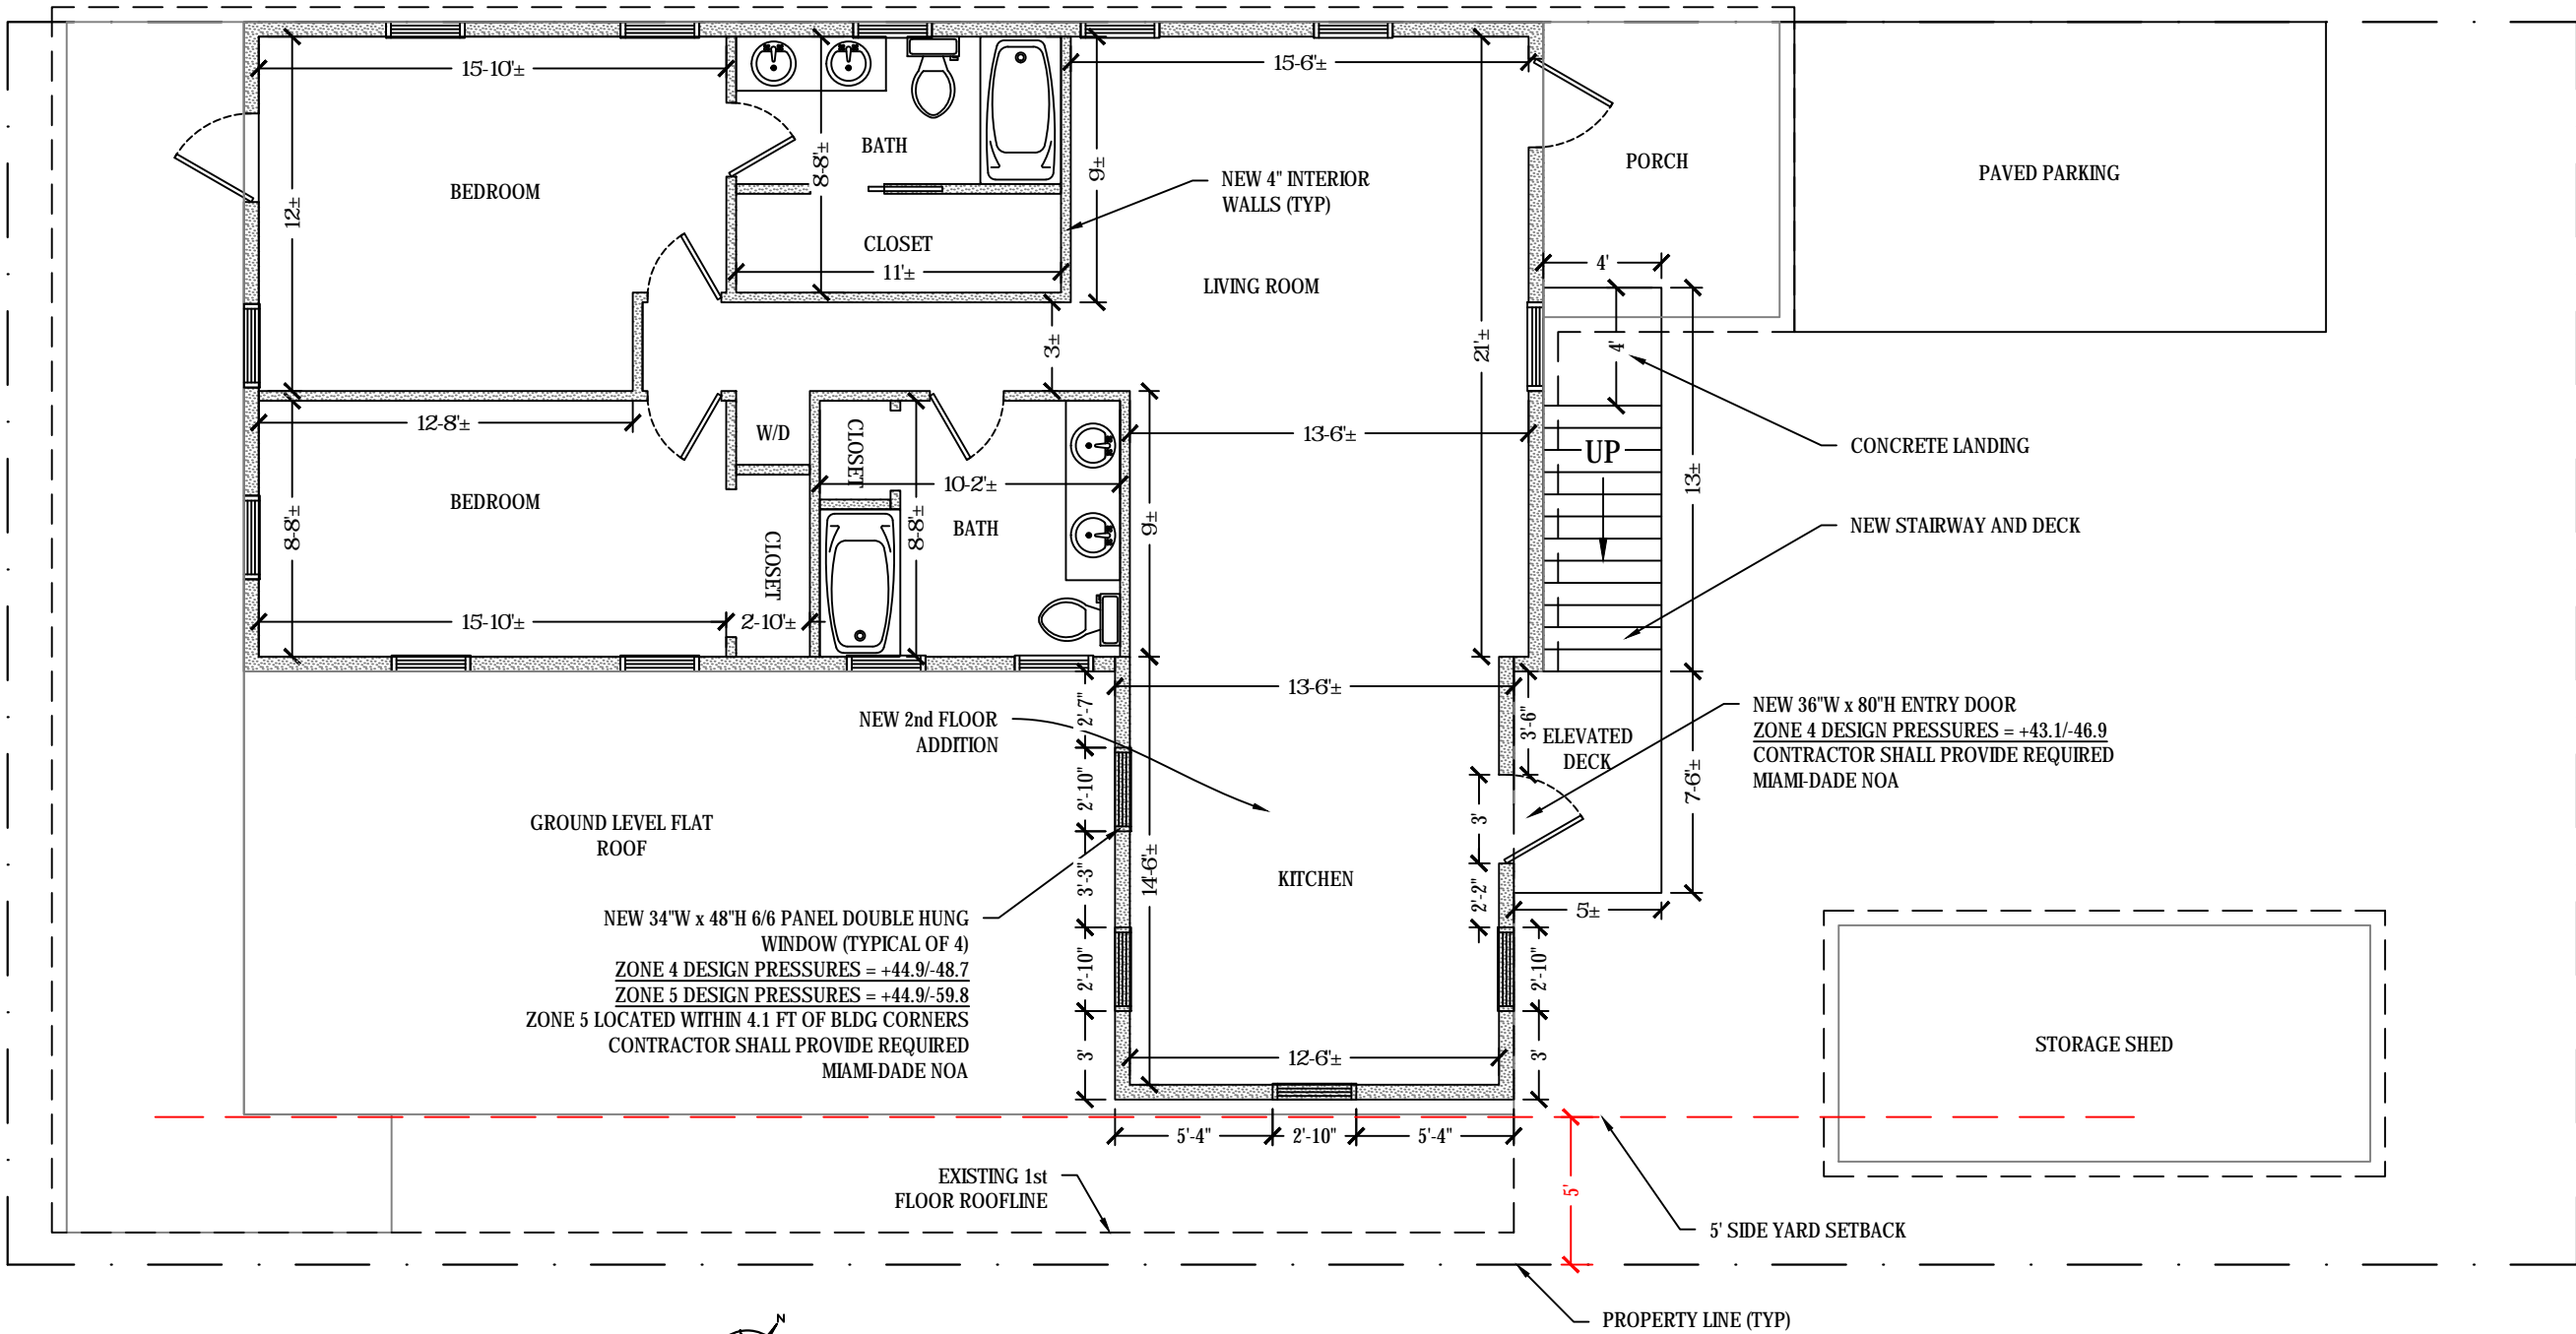 15'-10"±
15'-6"±
BATH
8'-8"±
9'±
NEW 4" INTERIOR
WALLS (TYP)
PORCH
PAVED PARKING
BEDROOM
12'±
CLOSET
11'±
LIVING ROOM
4'
4'
3'±
21'±
12'-8"±
W/D
CLOSET
13'-6"±
UP
CONCRETE LANDING
13'±
BEDROOM
8'-8"±
10'-2"±
8'-8"±
BATH
9'±
NEW STAIRWAY AND DECK
CLOSET
15'-10"±
2'-10"±
13'-6"±
2'-7"
NEW 2nd FLOOR
ADDITION
3'-6"
ELEVATED
DECK
7'-6"±
NEW 36"W x 80"H ENTRY DOOR
ZONE 4 DESIGN PRESSURES = +43.1/-46.9
CONTRACTOR SHALL PROVIDE REQUIRED
MIAMI-DADE NOA
2'-10"
3'
GROUND LEVEL FLAT
ROOF
14'-6"±
KITCHEN
3'-3"
2'-2"
5'±
NEW 34"W x 48"H 6/6 PANEL DOUBLE HUNG
WINDOW (TYPICAL OF 4)
ZONE 4 DESIGN PRESSURES = +44.9/-48.7
ZONE 5 DESIGN PRESSURES = +44.9/-59.8
ZONE 5 LOCATED WITHIN 4.1 FT OF BLDG CORNERS
CONTRACTOR SHALL PROVIDE REQUIRED
MIAMI-DADE NOA
2'-10"
2'-10"
3'
12'-6"±
3'
STORAGE SHED
5'-4"
2'-10"
5'-4"
EXISTING 1st
FLOOR ROOFLINE
5'
5' SIDE YARD SETBACK
PROPERTY LINE (TYP)
N